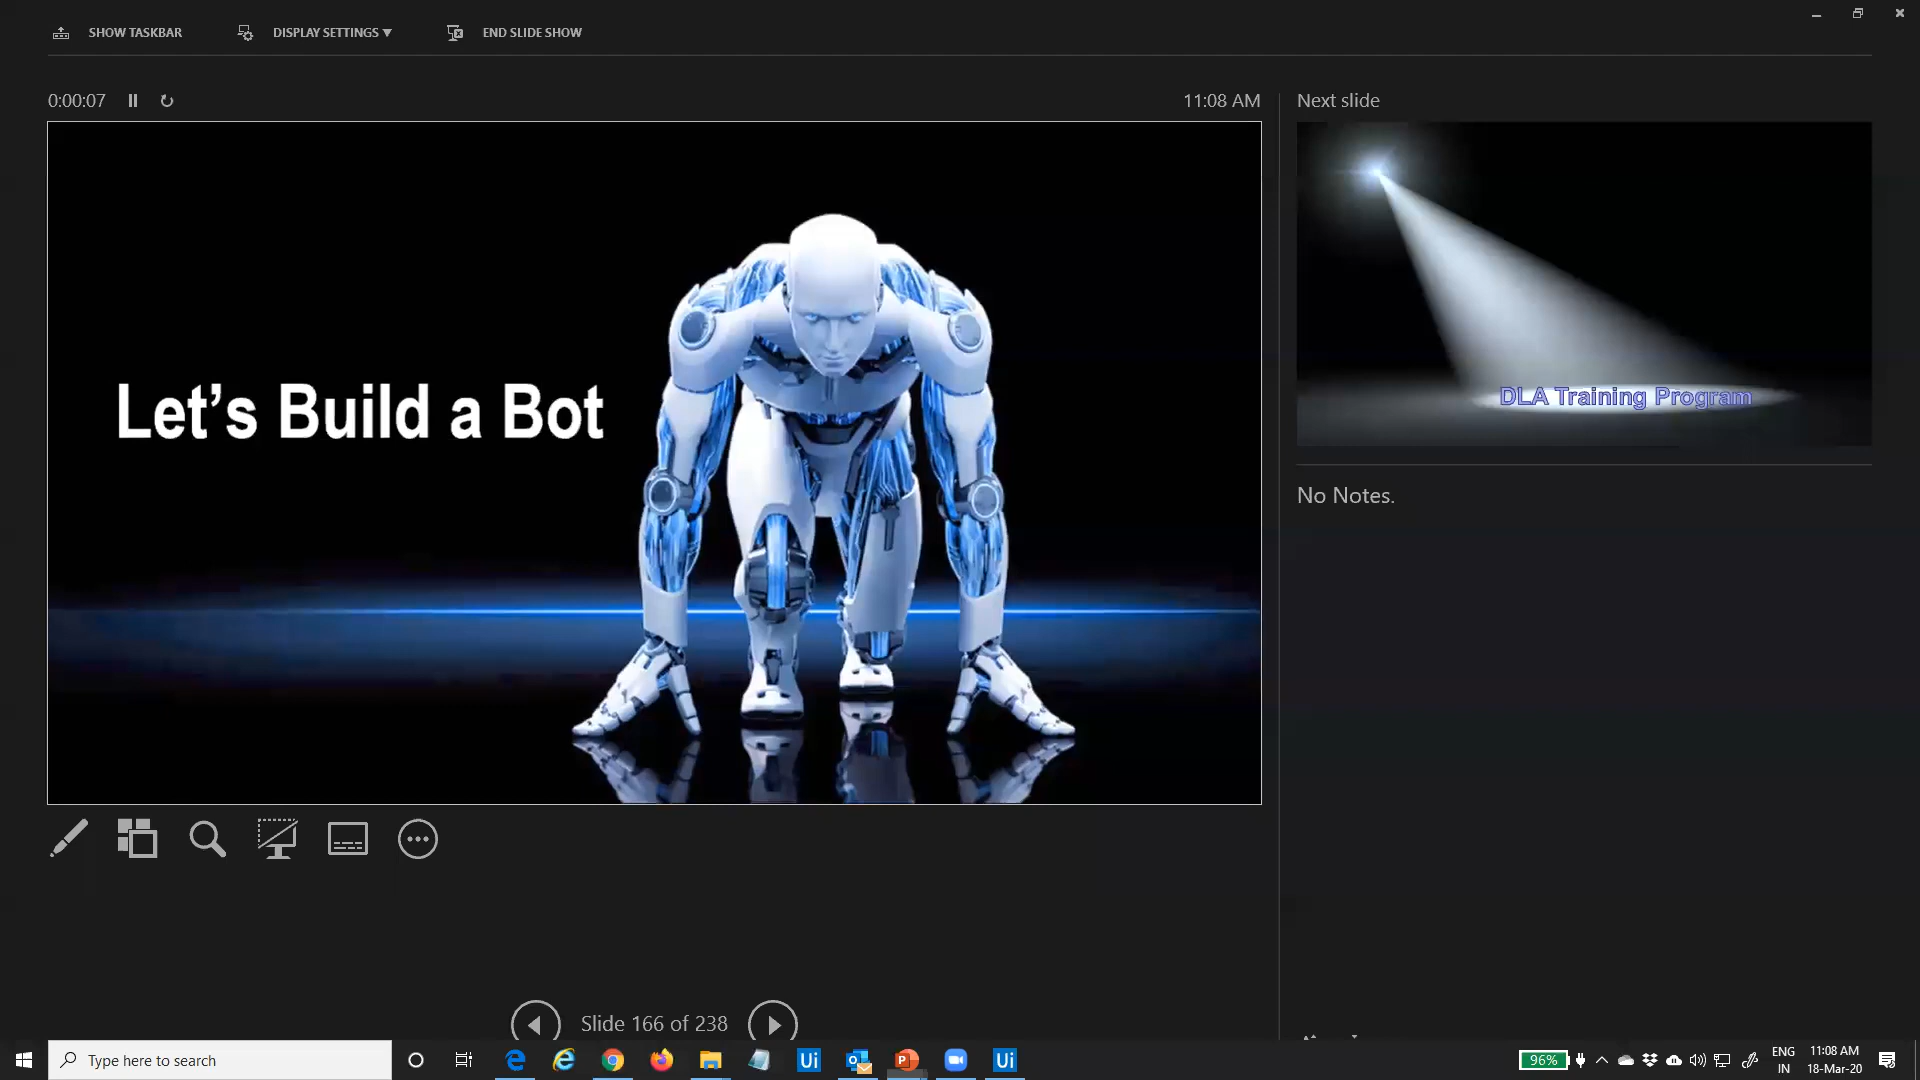 SHOW TASKBAR
DISPLAY SETTINGS ▼
END SLIDE SHOW
0:00:07
11:08 AM
Next slide
Let's Build a Bot
DLA Training Program
No Notes.
Slide 166 of 238
Type here to search
Ui
Ui
96%
ENG
IN
11:08 AM
18-Mar-20